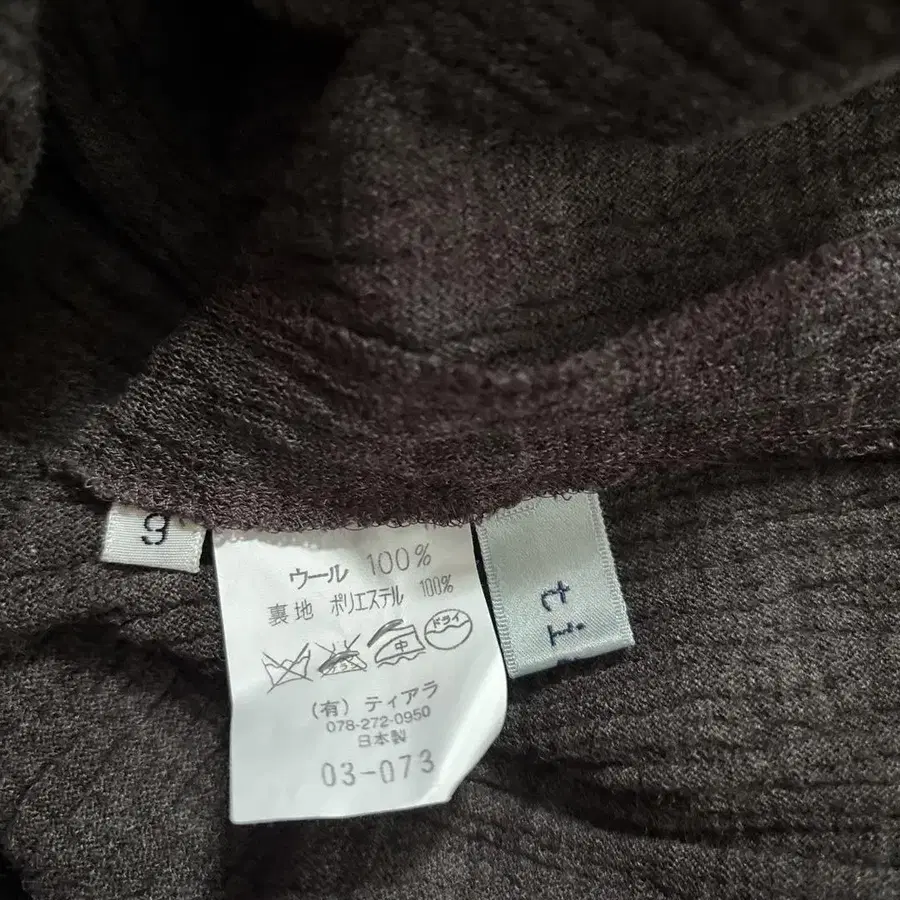 9
ウール 100%
裏地 ポリエステル 100%
中 ドライ
(有) ティアラ
078-272-0950
日本製
03-073
ti